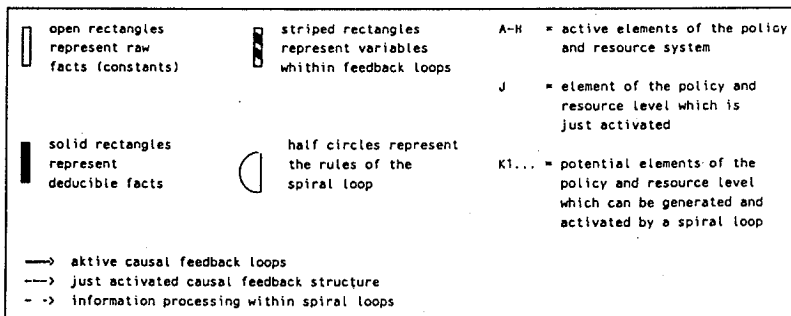 open rectangles
represent raw
facts (constants)
solid rectangles
represent
deducible facts
striped rectangles
represent variables
whithin feedback loops
half circles represent
the rules of the
spiral loop
A-H = active elements of the policy
and resource system
J = element of the policy and
resource level which is
just activated
K1... = potential elements of the
policy and resource level
which can be generated and
activated by a spiral loop
——> aktive causal feedback loops
---> just activated causal feedback structure
- -> information processing within spiral loops